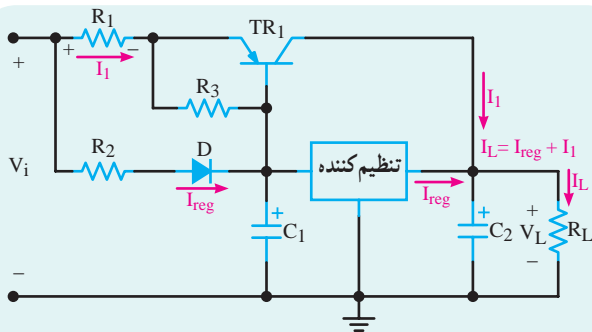 R1 TR1
+ −
I1
R3
I1
R2 D تنظیم کننده IL= Ireg + I1
+
Vi
Ireg Ireg IL
+ C1 + C2 + VL − RL
−